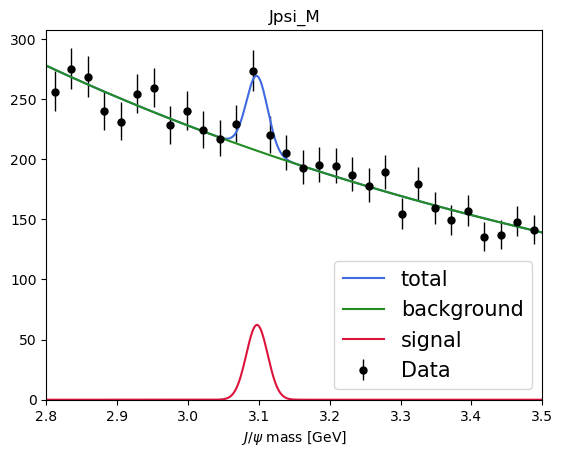 Jpsi_M
300
250
200
150
100
50
0
total
background
signal
Data
2.8 2.9 3.0 3.1 3.2 3.3 3.4 3.5
J/ψ mass [GeV]